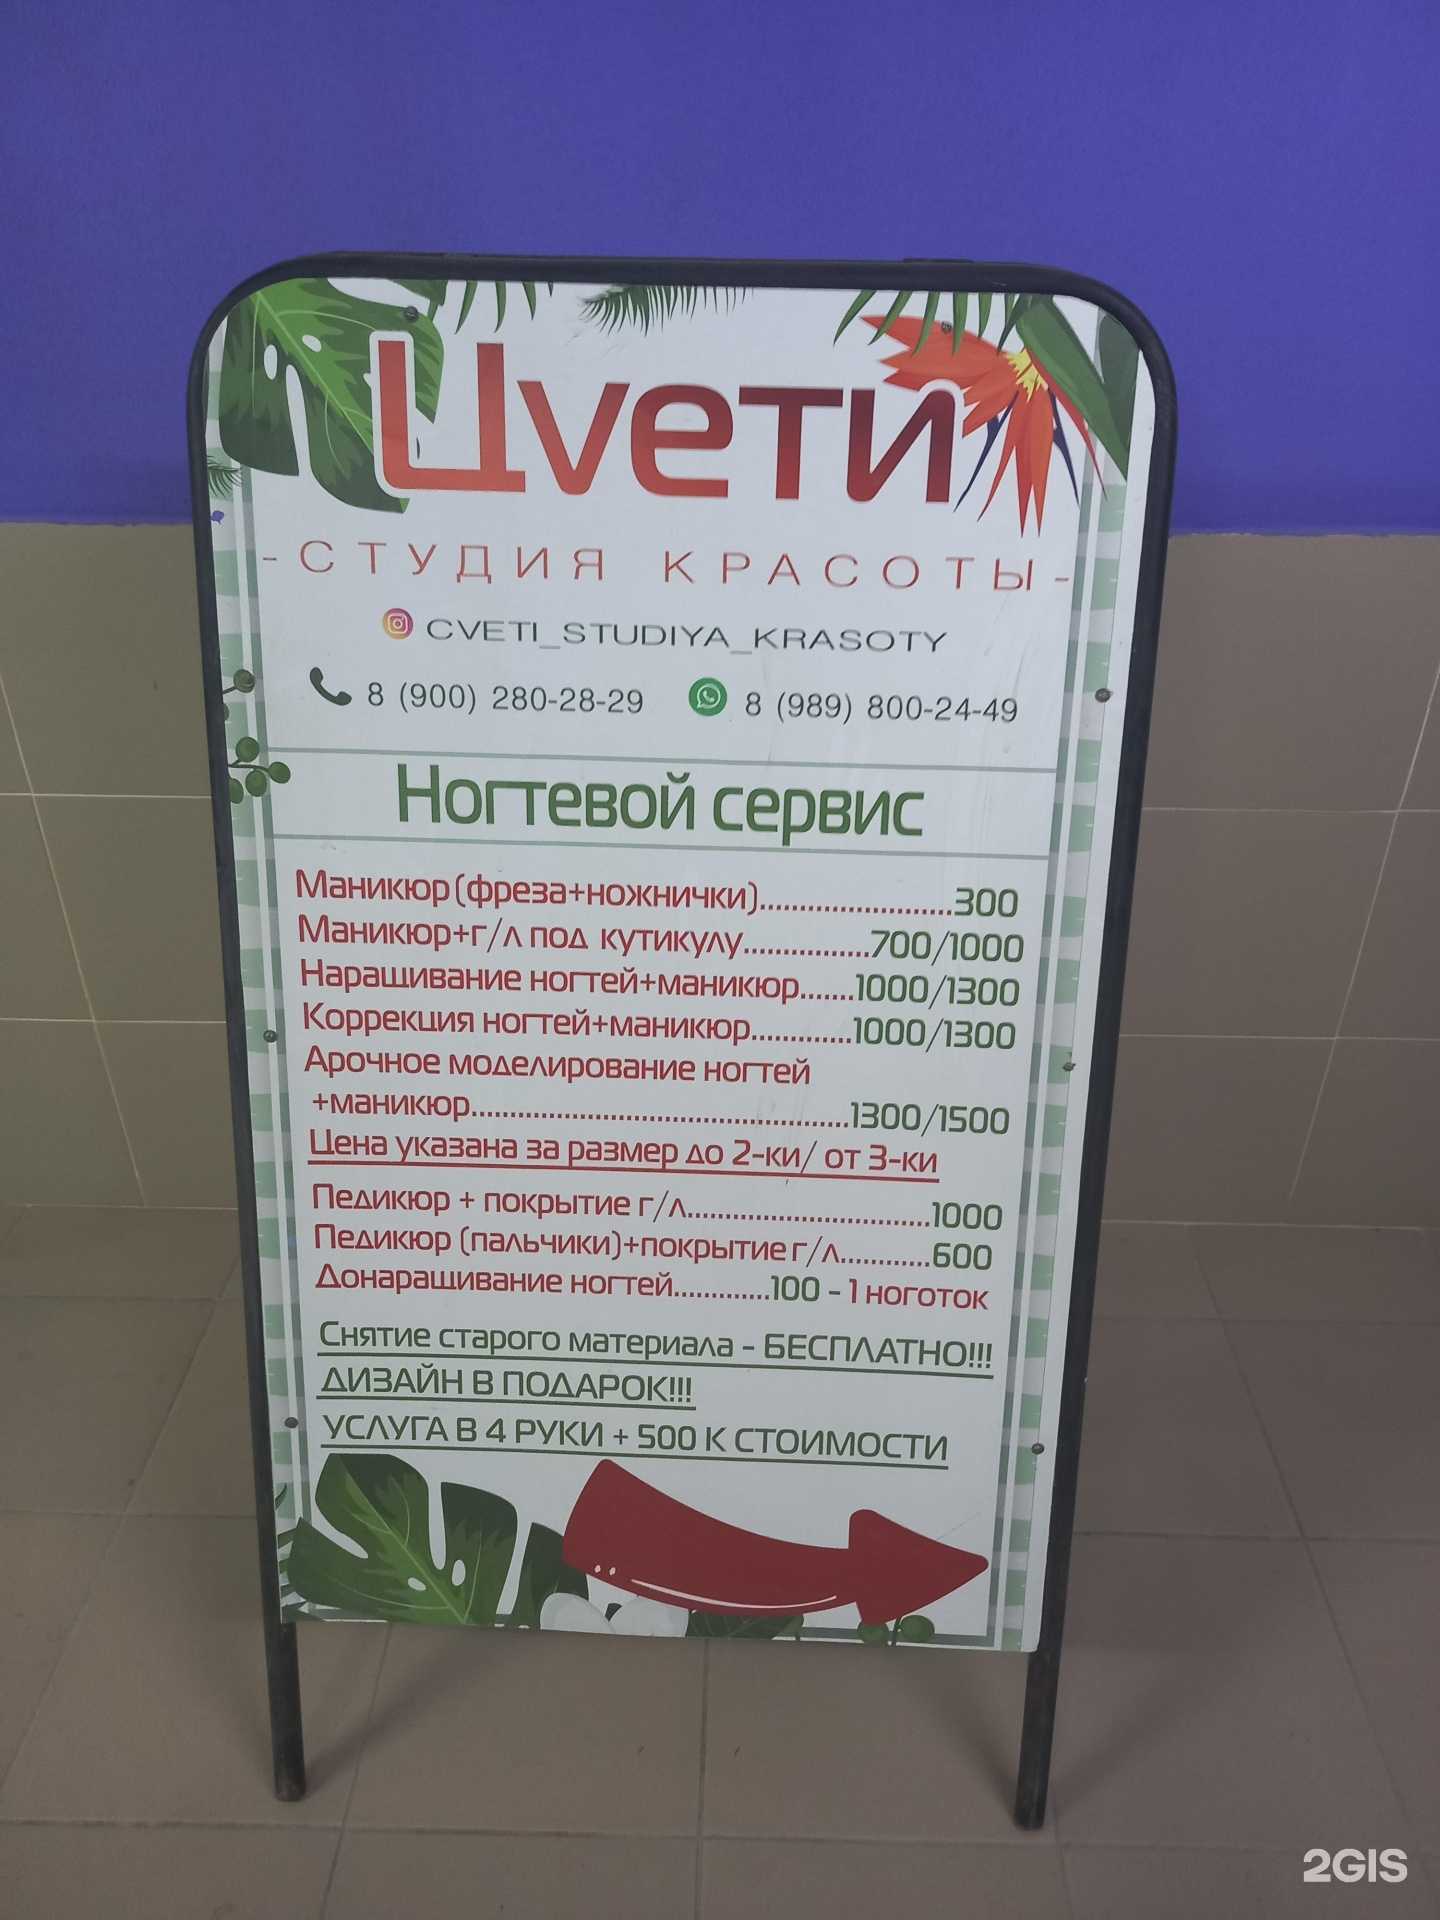 Цvети
- СТУДИЯ КРАСОТЫ -
CVETI_STUDIYA_KRASOTY
8 (900) 280-28-29 8 (989) 800-24-49
Ногтевой сервис
Маникюр (фреза+ножнички)........................300
Маникюр+г/л под кутикулу................700/1000
Наращивание ногтей+маникюр.......1000/1300
Коррекция ногтей+маникюр.............1000/1300
Арочное моделирование ногтей
+маникюр................................................1300/1500
Цена указана за размер до 2-ки/ от 3-ки
Педикюр + покрытие г/л...............................1000
Педикюр (пальчики)+покрытие г/л............600
Донаращивание ногтей.............100 - 1 ноготок
Снятие старого материала - БЕСПЛАТНО!!!
ДИЗАЙН В ПОДАРОК!!!
УСЛУГА В 4 РУКИ + 500 К СТОИМОСТИ
2GIS